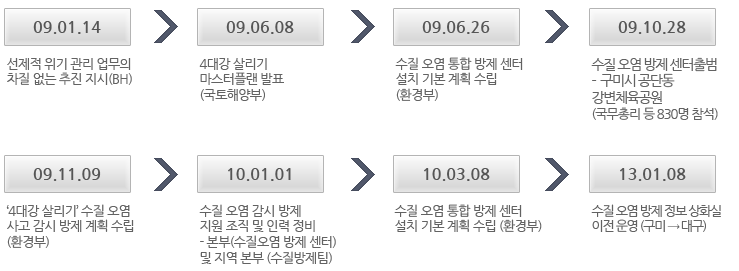 09.01.14
선제적 위기 관리 업무의
차질 없는 추진 지시(BH)
09.06.08
4대강 살리기
마스터플랜 발표
(국토해양부)
09.06.26
수질 오염 통합 방제 센터
설치 기본 계획 수립
(환경부)
09.10.28
수질 오염 방제 센터출범
- 구미시 공단동
강변체육공원
(국무총리 등 830명 참석)
09.11.09
‘4대강 살리기’ 수질 오염
사고 감시 방제 계획 수립
(환경부)
10.01.01
수질 오염 감시 방제
지원 조직 및 인력 정비
- 본부(수질오염 방제 센터)
및 지역 본부 (수질방제팀)
10.03.08
수질 오염 통합 방제 센터
설치 기본 계획 수립 (환경부)
13.01.08
수질 오염 방제 정보 상화실
이전 운영 (구미 → 대구)